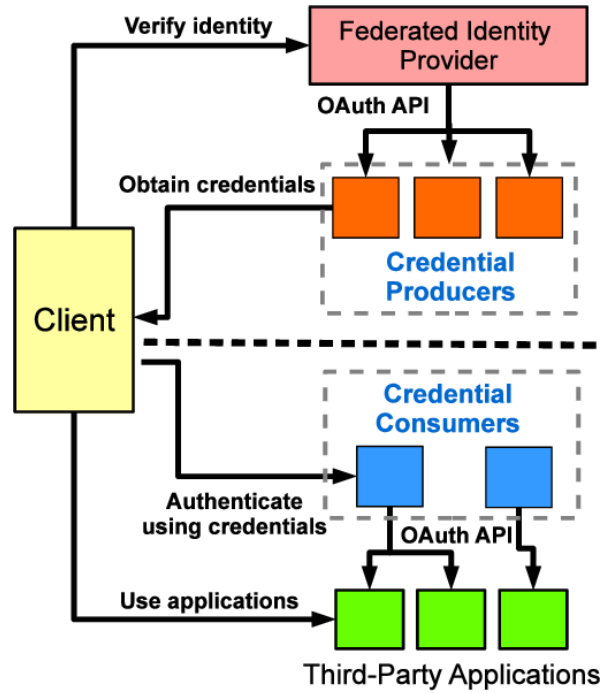 Verify identity
Federated Identity
Provider
OAuth API
Obtain credentials
Credential
Producers
Client
Credential
Consumers
Authenticate
using credentials
OAuth API
Use applications
Third-Party Applications